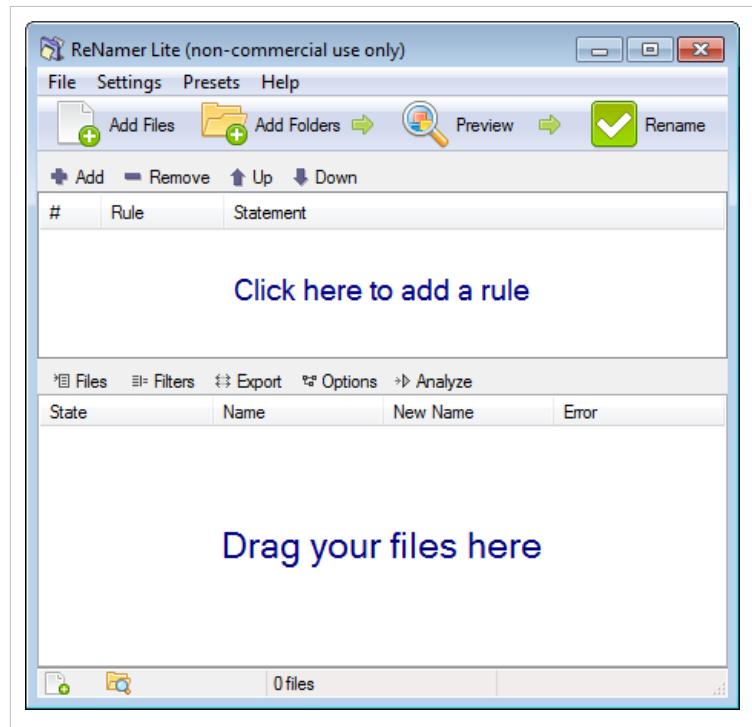 ReNamer Lite (non-commercial use only)
File Settings Presets Help
Add Files Add Folders Preview Rename
Add Remove Up Down
# Rule Statement
Click here to add a rule
Files Filters Export Options Analyze
State Name New Name Error
Drag your files here
0 files